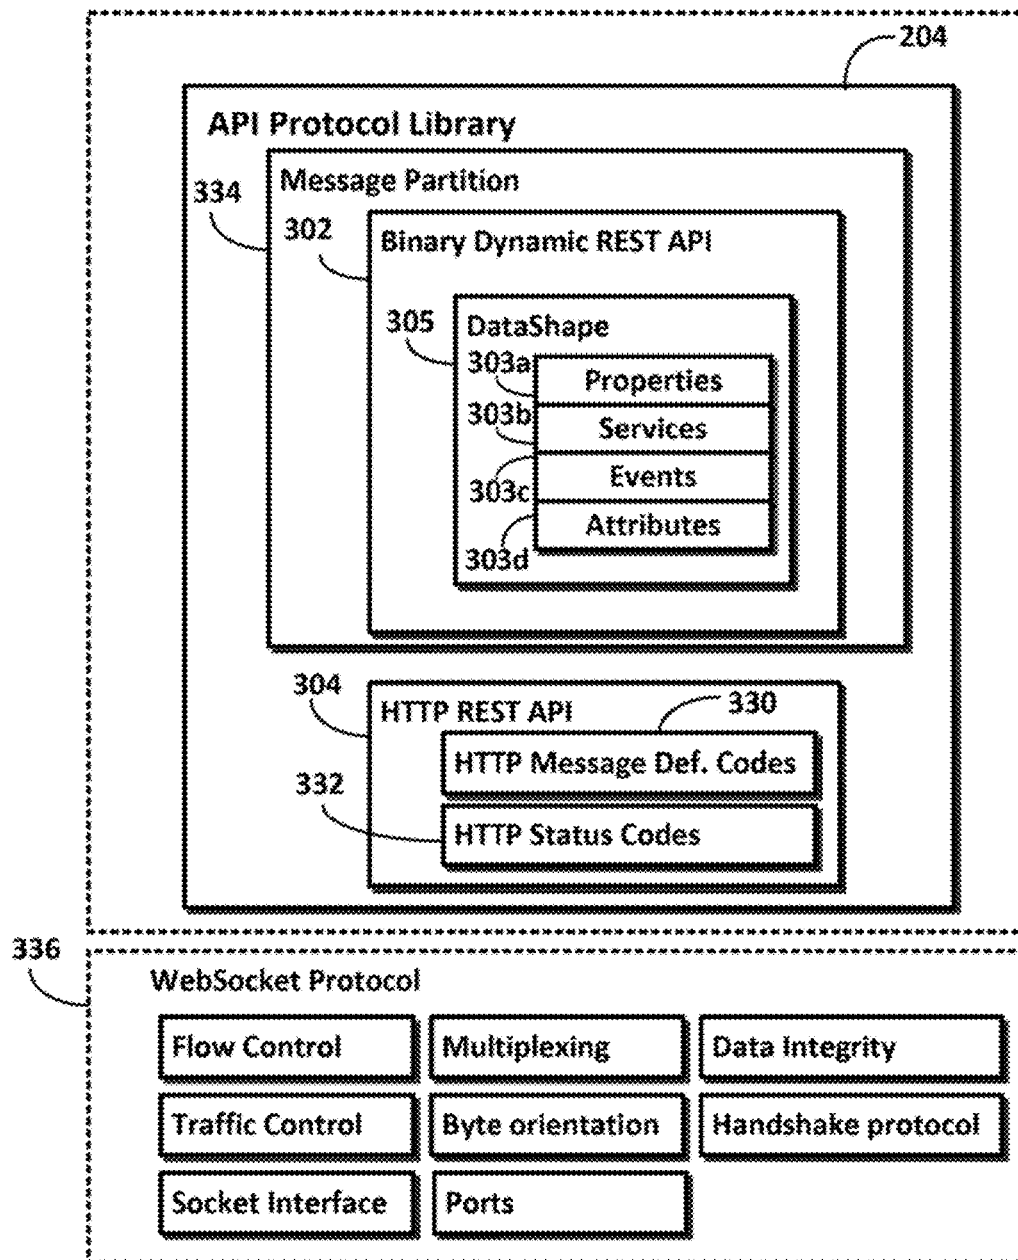 204
API Protocol Library
Message Partition
334
302
Binary Dynamic REST API
305
DataShape
303a
Properties
303b
Services
Events
303c
Attributes
303d
304
HTTP REST API
330
HTTP Message Def. Codes
332
HTTP Status Codes
336
WebSocket Protocol
Flow Control
Multiplexing
Data Integrity
Traffic Control
Byte orientation
Handshake protocol
Socket Interface
Ports